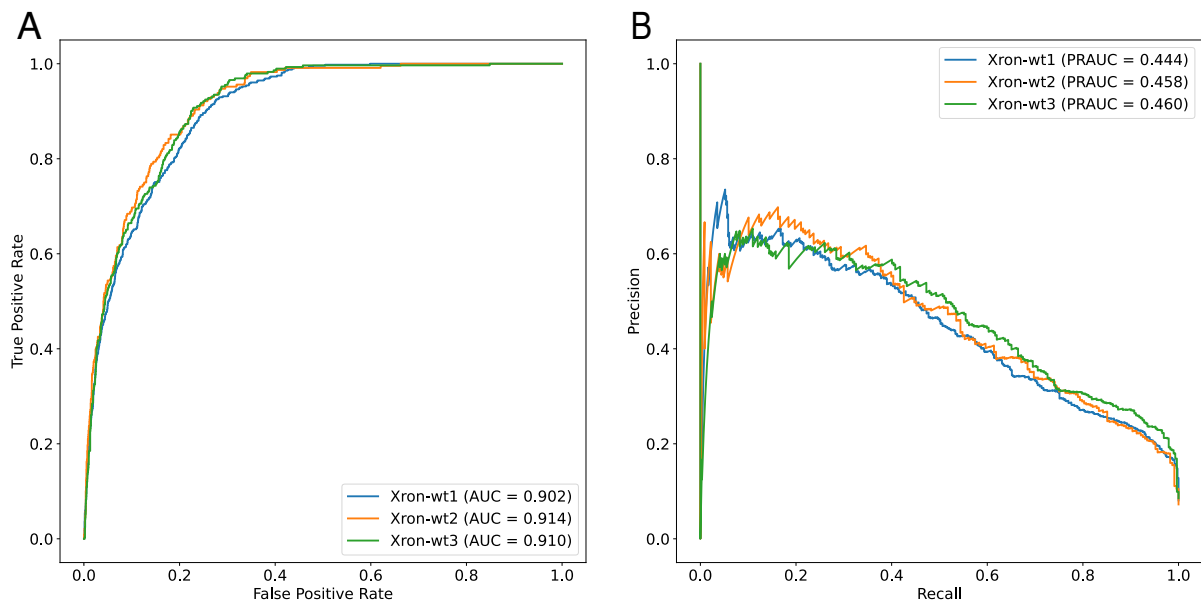 A
1.0
0.8
0.6
0.4
0.2
0.0
True Positive Rate
0.0
0.2
0.4
0.6
0.8
1.0
False Positive Rate
Xron-wt1 (AUC = 0.902)
Xron-wt2 (AUC = 0.914)
Xron-wt3 (AUC = 0.910)
B
1.0
0.8
0.6
0.4
0.2
0.0
Precision
0.0
0.2
0.4
0.6
0.8
1.0
Recall
Xron-wt1 (PRAUC = 0.444)
Xron-wt2 (PRAUC = 0.458)
Xron-wt3 (PRAUC = 0.460)